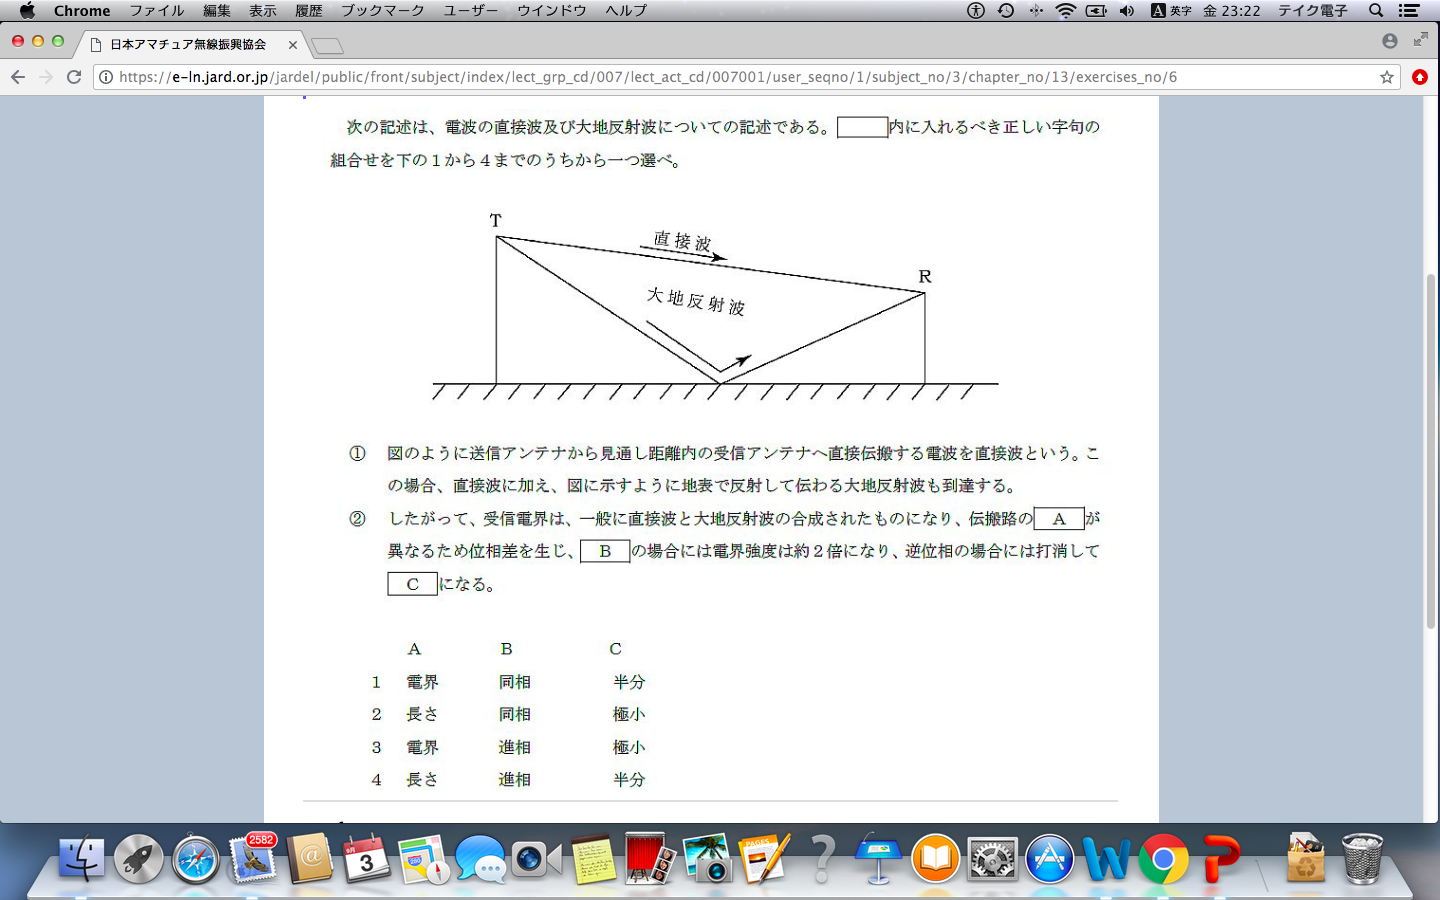 Chrome ファイル 編集 表示 履歴 ブックマーク ユーザー ウインドウ ヘルプ A 英字 金 23:22 テイク電子
日本アマチュア無線振興協会
https://e-ln.jard.or.jp/jardel/public/front/subject/index/lect_grp_cd/007/lect_act_cd/007001/user_seqno/1/subject_no/3/chapter_no/13/exercises_no/6
次の記述は、電波の直接波及び大地反射波についての記述である。 内に入れるべき正しい字句の
組合せを下の1から4までのうちから一つ選べ。
T
直接波
R
大地反射波
① 図のように送信アンテナから見通し距離内の受信アンテナへ直接伝搬する電波を直接波という。こ
の場合、直接波に加え、図に示すように地表で反射して伝わる大地反射波も到達する。
② したがって、受信電界は、一般に直接波と大地反射波の合成されたものになり、伝搬路の A が
異なるため位相差を生じ、 B の場合には電界強度は約2倍になり、逆位相の場合には打消して
C になる。
A B C
1 電界 同相 半分
2 長さ 同相 極小
3 電界 進相 極小
4 長さ 進相 半分
2582
9月
3
280
PAGES